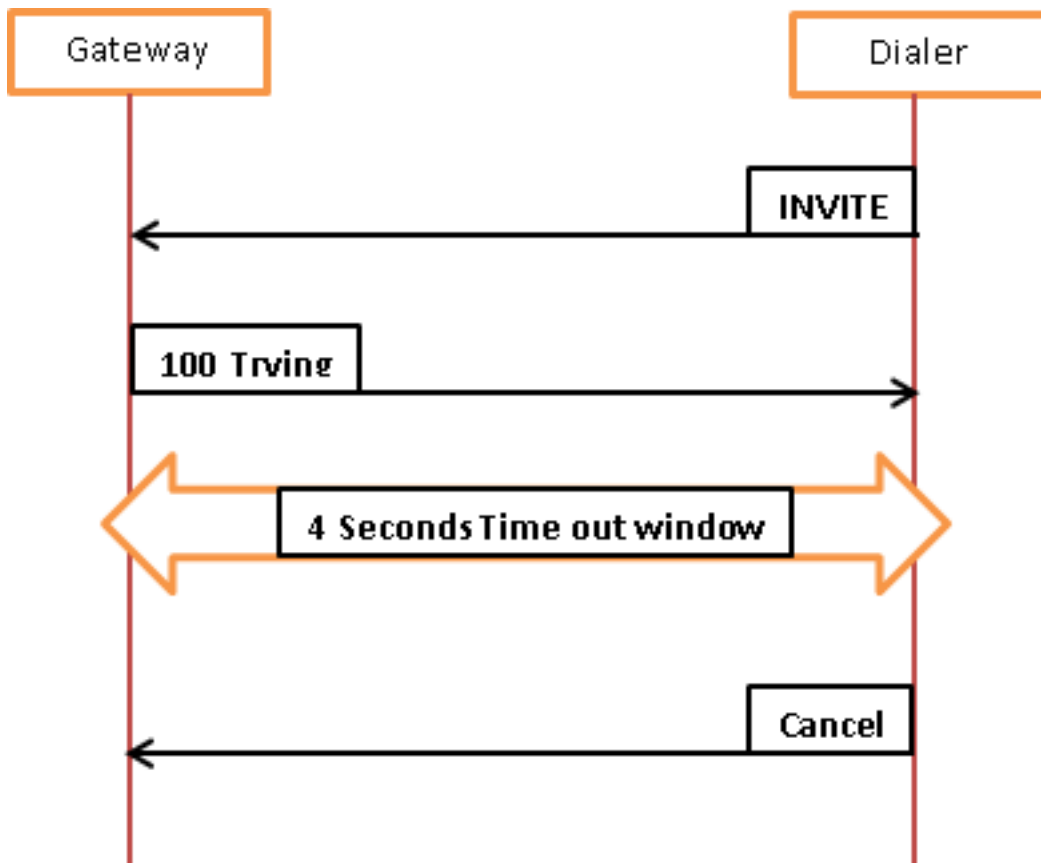 Gateway
Dialer
INVITE
100 Trying
4 Seconds Time out window
Cancel